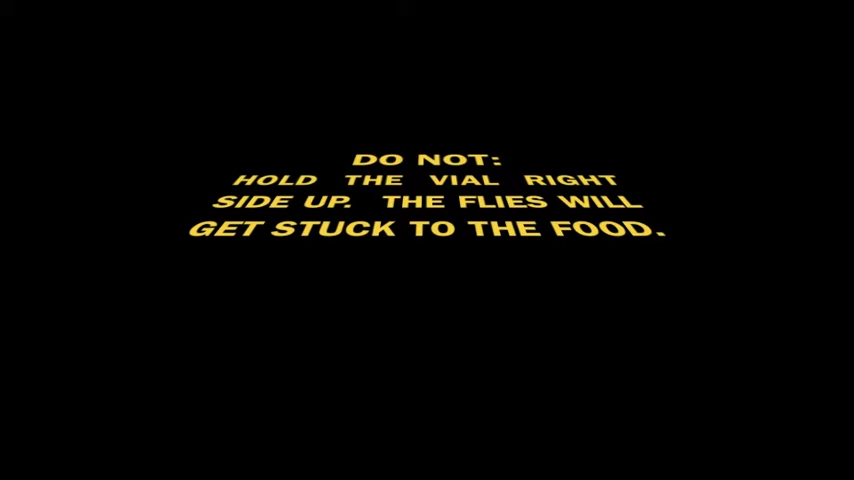 DO NOT:
HOLD THE VIAL RIGHT
SIDE UP. THE FLIES WILL
GET STUCK TO THE FOOD.